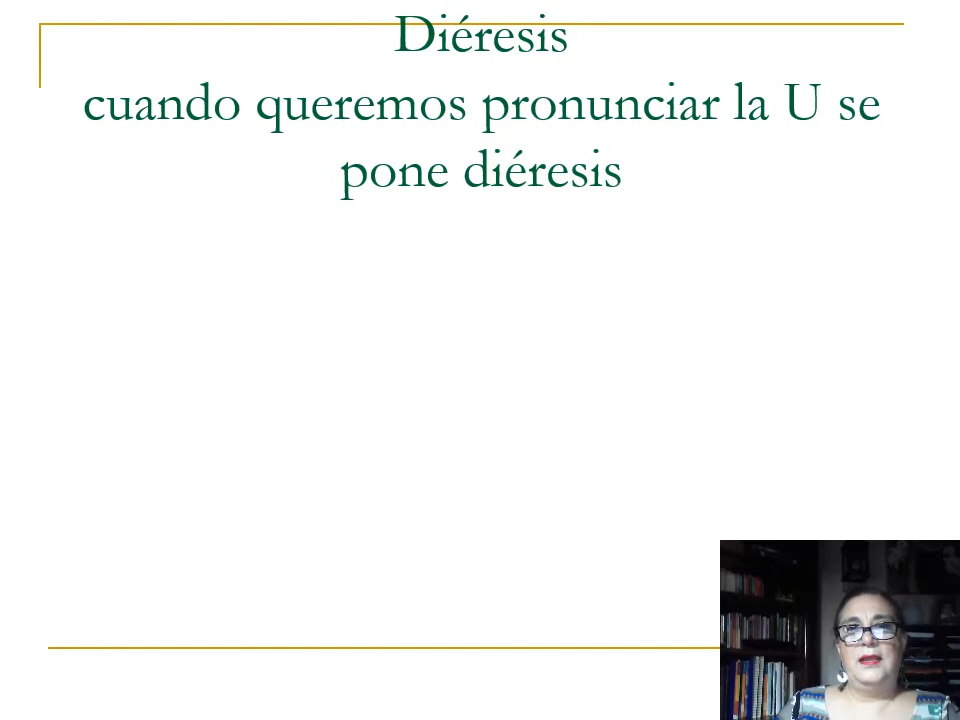 Diéresis
cuando queremos pronunciar la U se
pone diéresis